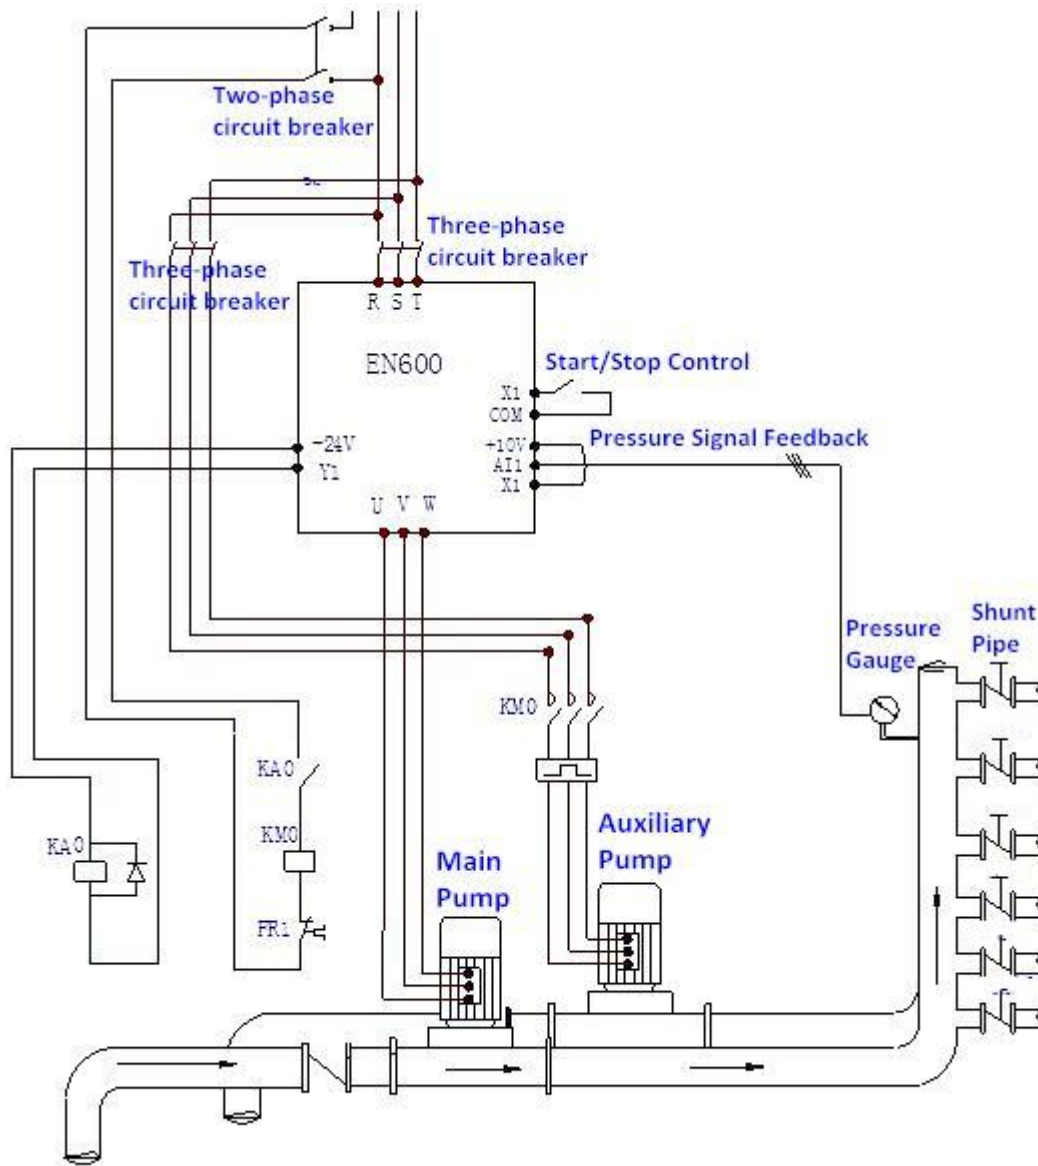 Two-phase
circuit breaker
Three-phase
circuit breaker
Three-phase
circuit breaker
R S T
EN600
Start/Stop Control
X1
COM
+10V
Pressure Signal Feedback
AI1
X1
-24V
Y1
U V W
Shunt
Pipe
Pressure
Gauge
KM0
KA0
KM0
KA0
Auxiliary
Pump
Main
Pump
FR1